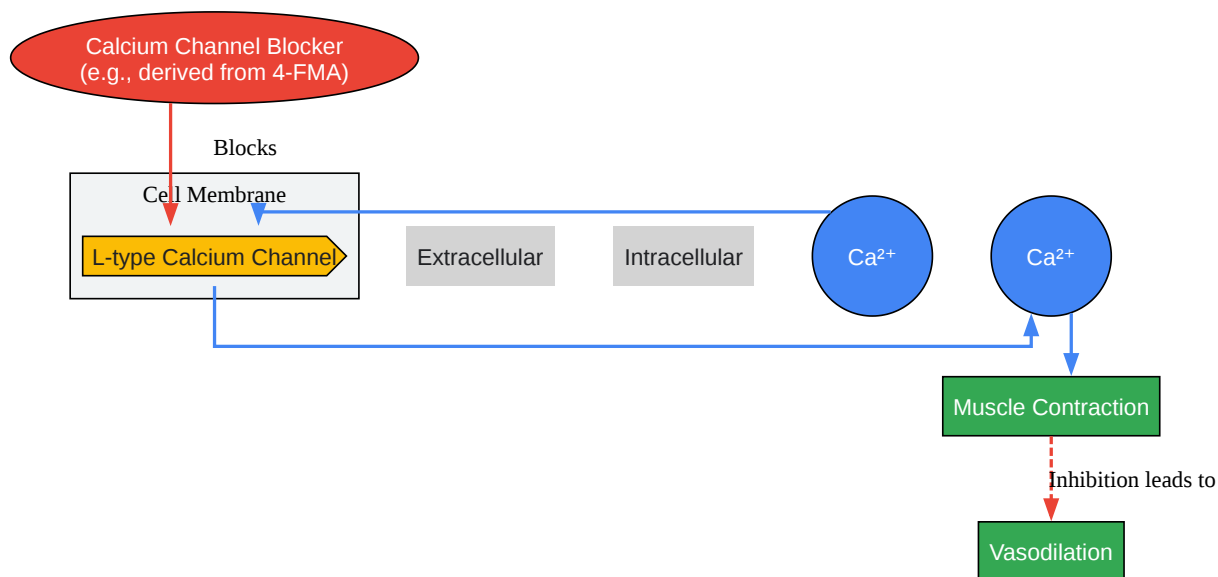 Calcium Channel Blocker
(e.g., derived from 4-FMA)
Blocks
Cell Membrane
L-type Calcium Channel
Extracellular
Intracellular
Ca²⁺
Ca²⁺
Muscle Contraction
Inhibition leads to
Vasodilation